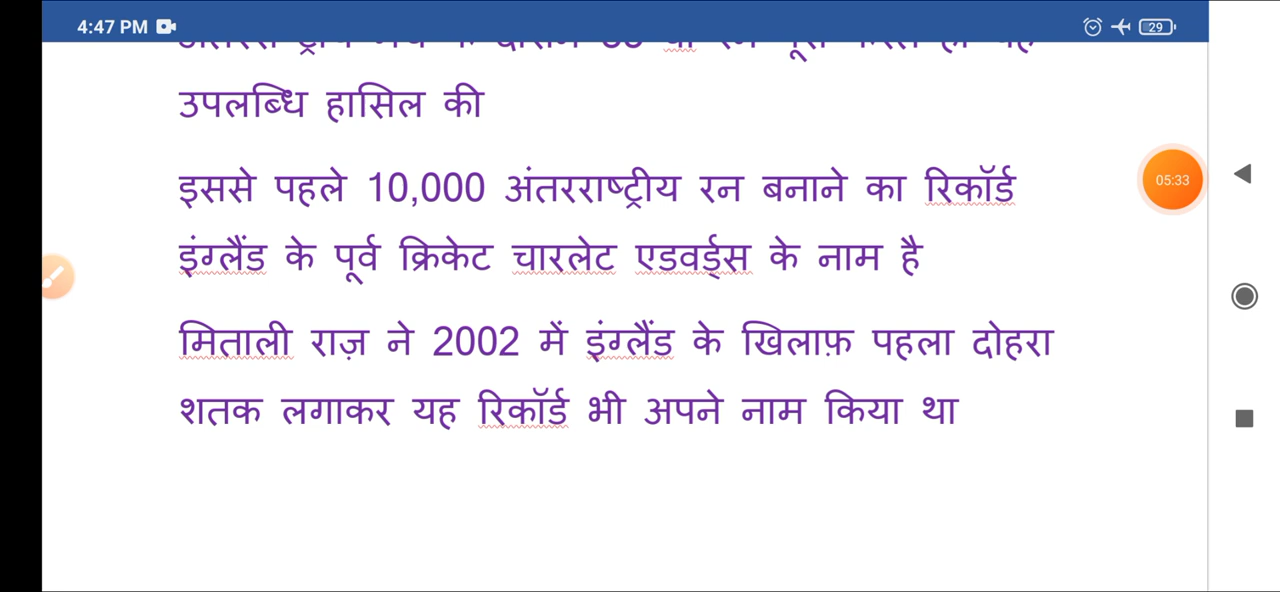 4:47 PM
29
उपलब्धि हासिल की
इससे पहले 10,000 अंतरराष्ट्रीय रन बनाने का रिकॉर्ड
05:33
इंग्लैंड के पूर्व क्रिकेट चारलेट एडवर्ड्स के नाम है
मिताली राज़ ने 2002 में इंग्लैंड के खिलाफ़ पहला दोहरा
शतक लगाकर यह रिकॉर्ड भी अपने नाम किया था